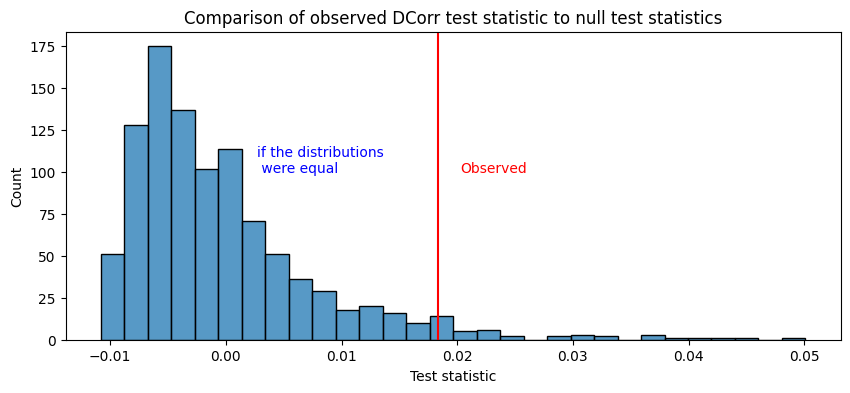 Comparison of observed DCorr test statistic to null test statistics
175
150
125
100
75
50
25
0
Count
if the distributions
were equal
Observed
−0.01
0.00
0.01
0.02
0.03
0.04
0.05
Test statistic